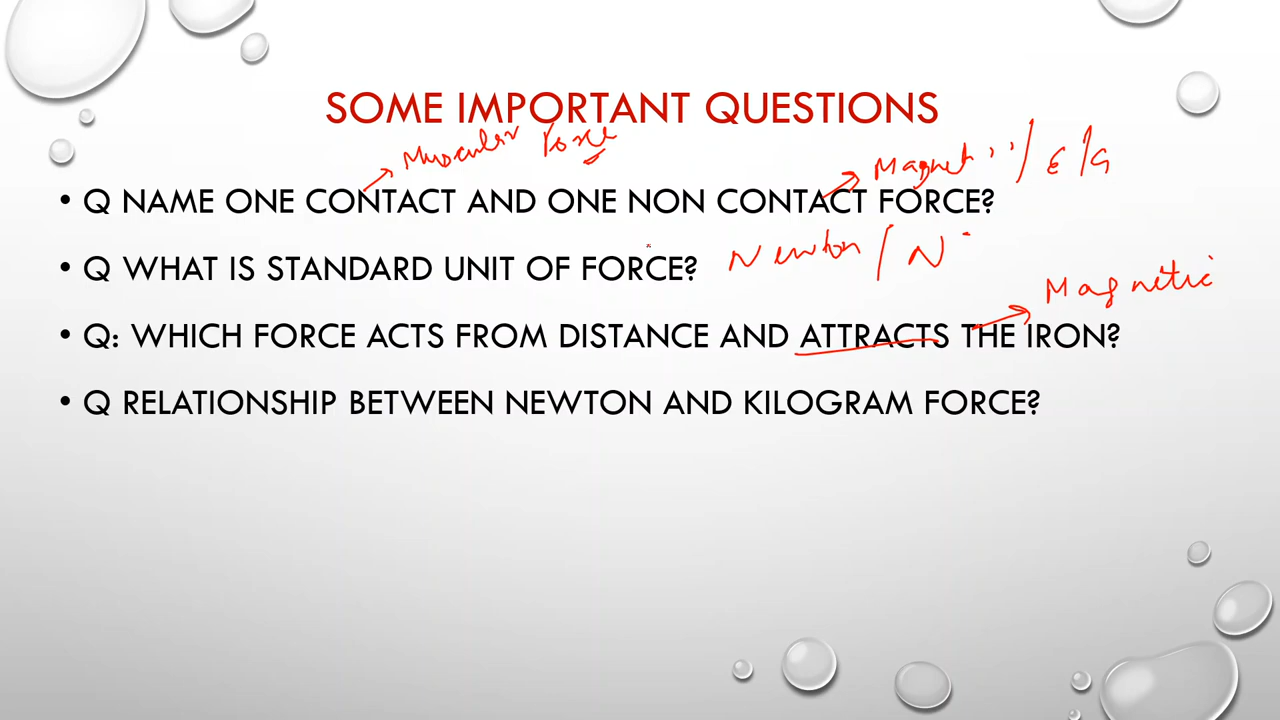 SOME IMPORTANT QUESTIONS
Muscular Force
Magnet '' / E / G
• Q NAME ONE CONTACT AND ONE NON CONTACT FORCE?
• Q WHAT IS STANDARD UNIT OF FORCE? Newton / N
Magnetic
• Q: WHICH FORCE ACTS FROM DISTANCE AND ATTRACTS THE IRON?
• Q RELATIONSHIP BETWEEN NEWTON AND KILOGRAM FORCE?